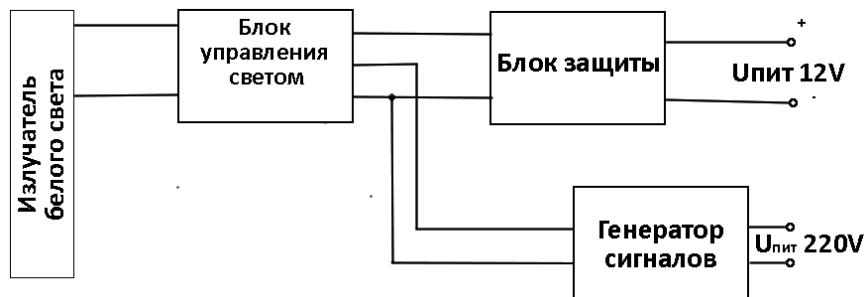 Излучатель
белого света
Блок
управления
светом
Блок защиты
+
Uпит 12V
-
Генератор
сигналов
Uпит 220V